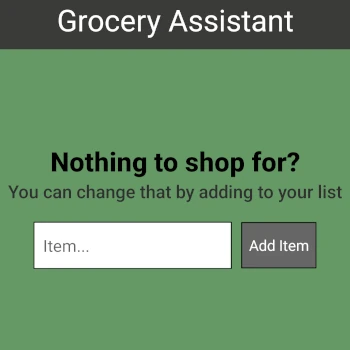 Grocery Assistant
Nothing to shop for?
You can change that by adding to your list
Item...
Add Item